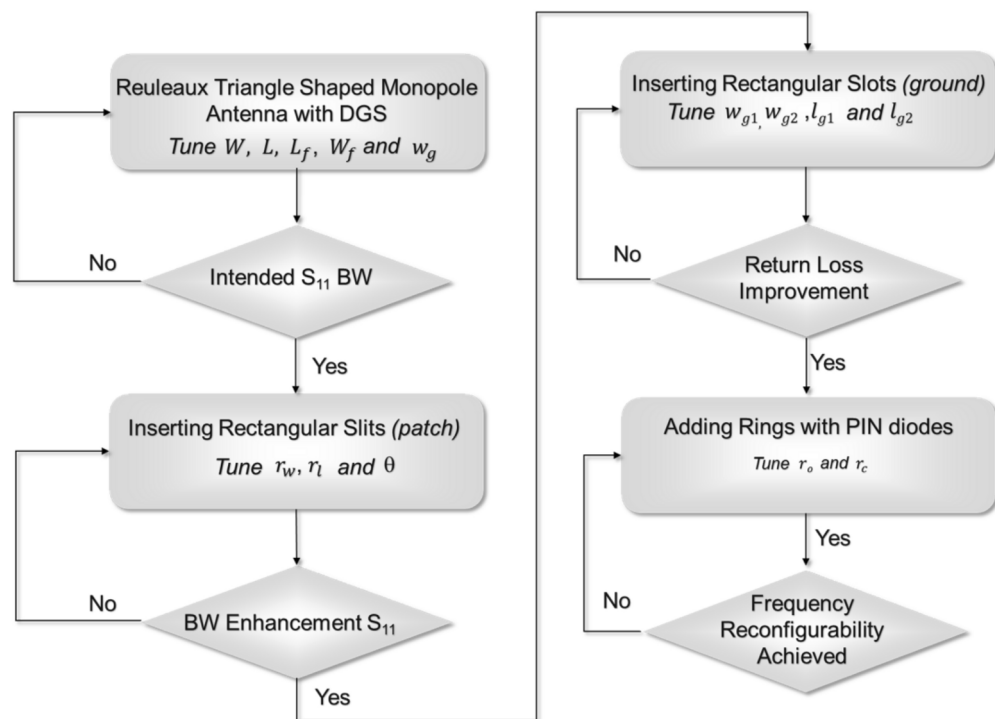 Reuleaux Triangle Shaped Monopole
Antenna with DGS
Tune W, L, L_f, W_f and w_g
No
Intended S₁₁ BW
Yes
Inserting Rectangular Slits (patch)
Tune r_w, r_l and θ
No
BW Enhancement S₁₁
Yes
Inserting Rectangular Slots (ground)
Tune w_g1, w_g2 ,l_g1 and l_g2
No
Return Loss
Improvement
Yes
Adding Rings with PIN diodes
Tune r_o and r_c
Yes
No
Frequency
Reconfigurability
Achieved